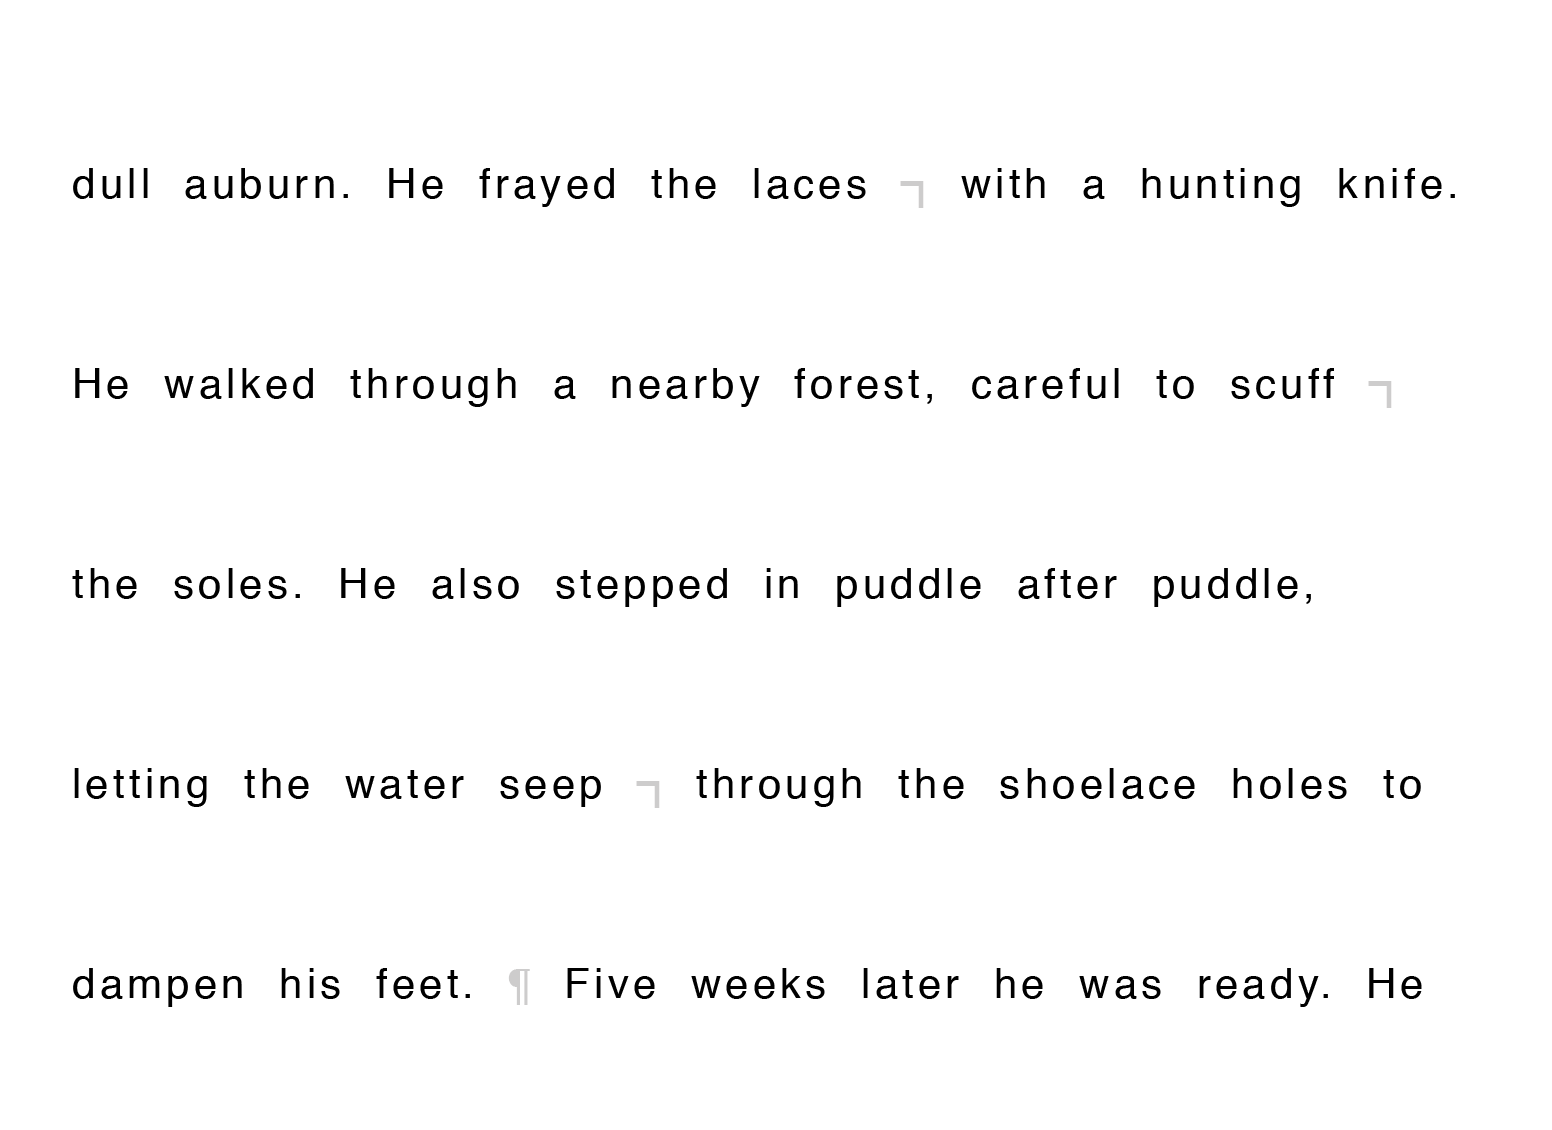 dull auburn. He frayed the laces ¬ with a hunting knife.
He walked through a nearby forest, careful to scuff ¬
the soles. He also stepped in puddle after puddle,
letting the water seep ¬ through the shoelace holes to
dampen his feet. ¶ Five weeks later he was ready. He